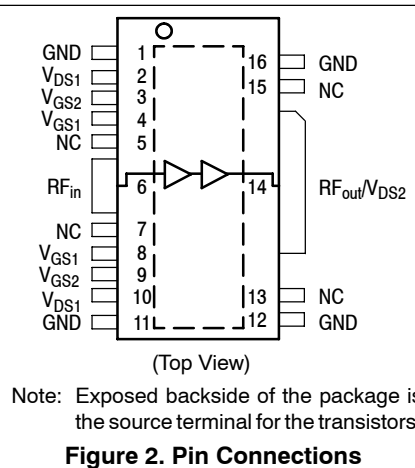 GND 1 16 GND
VDS1 2 15 NC
VGS2 3
VGS1 4
NC 5
RFin 6 14 RFout/VDS2
NC 7
VGS1 8
VGS2 9
VDS1 10 13 NC
GND 11 12 GND
(Top View)
Note: Exposed backside of the package is
the source terminal for the transistors
Figure 2. Pin Connections